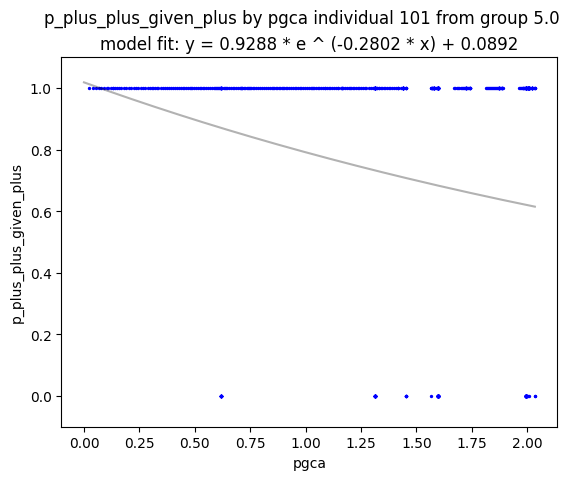 p_plus_plus_given_plus by pgca individual 101 from group 5.0
model fit: y = 0.9288 * e ^ (-0.2802 * x) + 0.0892
1.0
0.8
0.6
0.4
0.2
0.0
p_plus_plus_given_plus
0.00 0.25 0.50 0.75 1.00 1.25 1.50 1.75 2.00
pgca